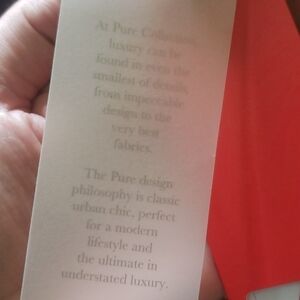 At Pure Collection,
luxury can be
found in even the
smallest of details,
from impeccable
design to the
very best
fabrics.
The Pure design
philosophy is classic
urban chic, perfect
for a modern
lifestyle and
the ultimate in
understated luxury.